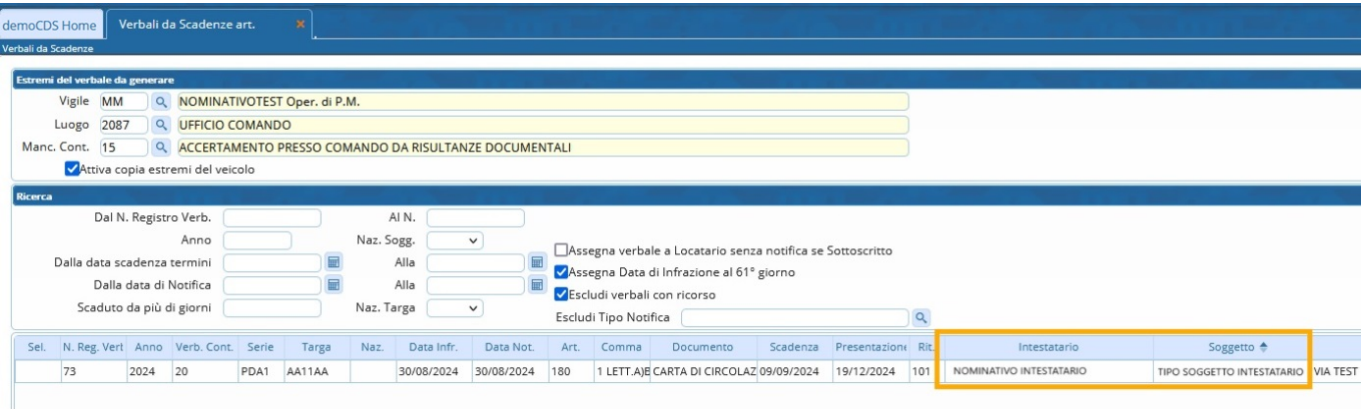 demoCDS Home Verbali da Scadenze art. ×
Verbali da Scadenze
Estremi del verbale da generare
Vigile MM NOMINATIVOTEST Oper. di P.M.
Luogo 2087 UFFICIO COMANDO
Manc. Cont. 15 ACCERTAMENTO PRESSO COMANDO DA RISULTANZE DOCUMENTALI
Attiva copia estremi del veicolo
Ricerca
Dal N. Registro Verb. Al N.
Anno Naz. Sogg. Assegna verbale a Locatario senza notifica se Sottoscritto
Dalla data scadenza termini Alla Assegna Data di Infrazione al 61° giorno
Dalla data di Notifica Alla Escludi verbali con ricorso
Scaduto da più di giorni Naz. Targa Escludi Tipo Notifica
Sel. N. Reg. Vert Anno Verb. Cont. Serie Targa Naz. Data Infr. Data Not. Art. Comma Documento Scadenza Presentazione Rit. Intestatario Soggetto
73 2024 20 PDA1 AA11AA 30/08/2024 30/08/2024 180 1 LETT.A)E CARTA DI CIRCOLAZ 09/09/2024 19/12/2024 101 NOMINATIVO INTESTATARIO TIPO SOGGETTO INTESTATARIO VIA TEST